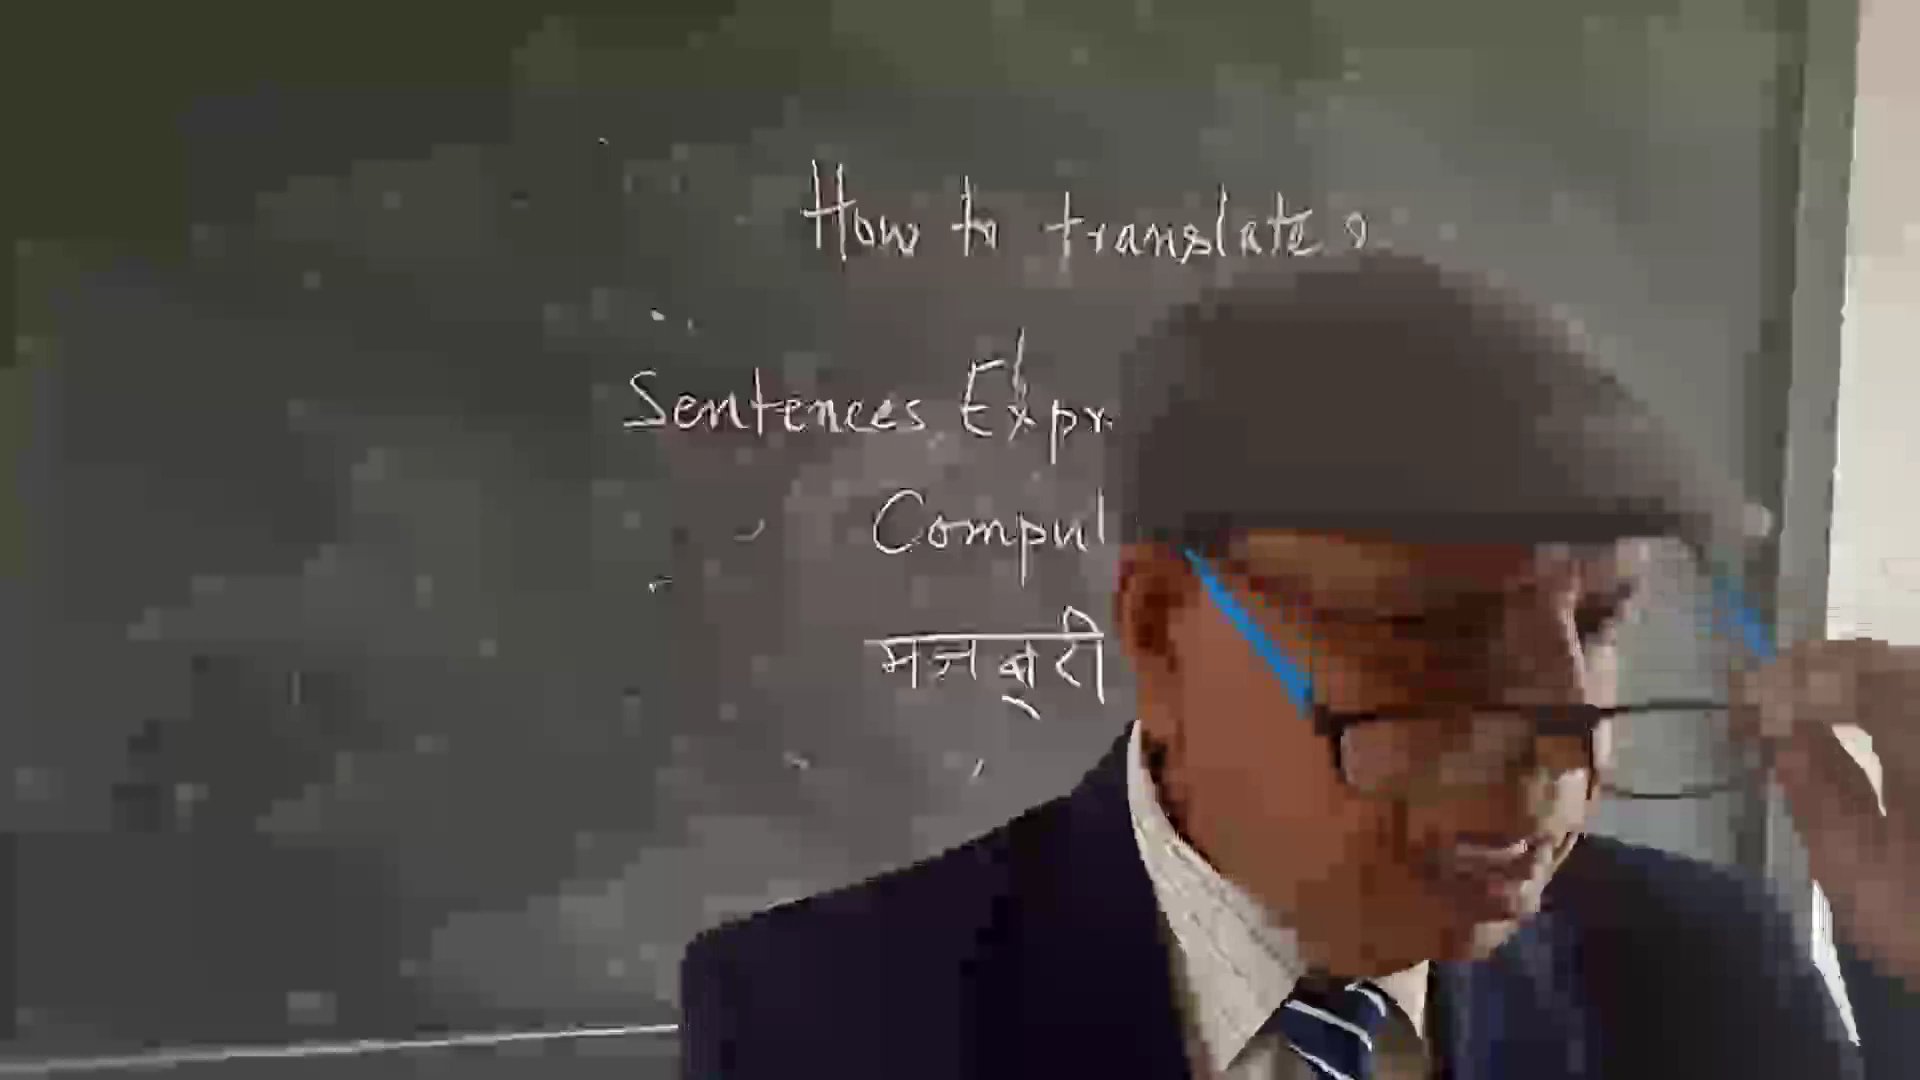 How to translate
Sentences Expr
Compul
मजबूरी